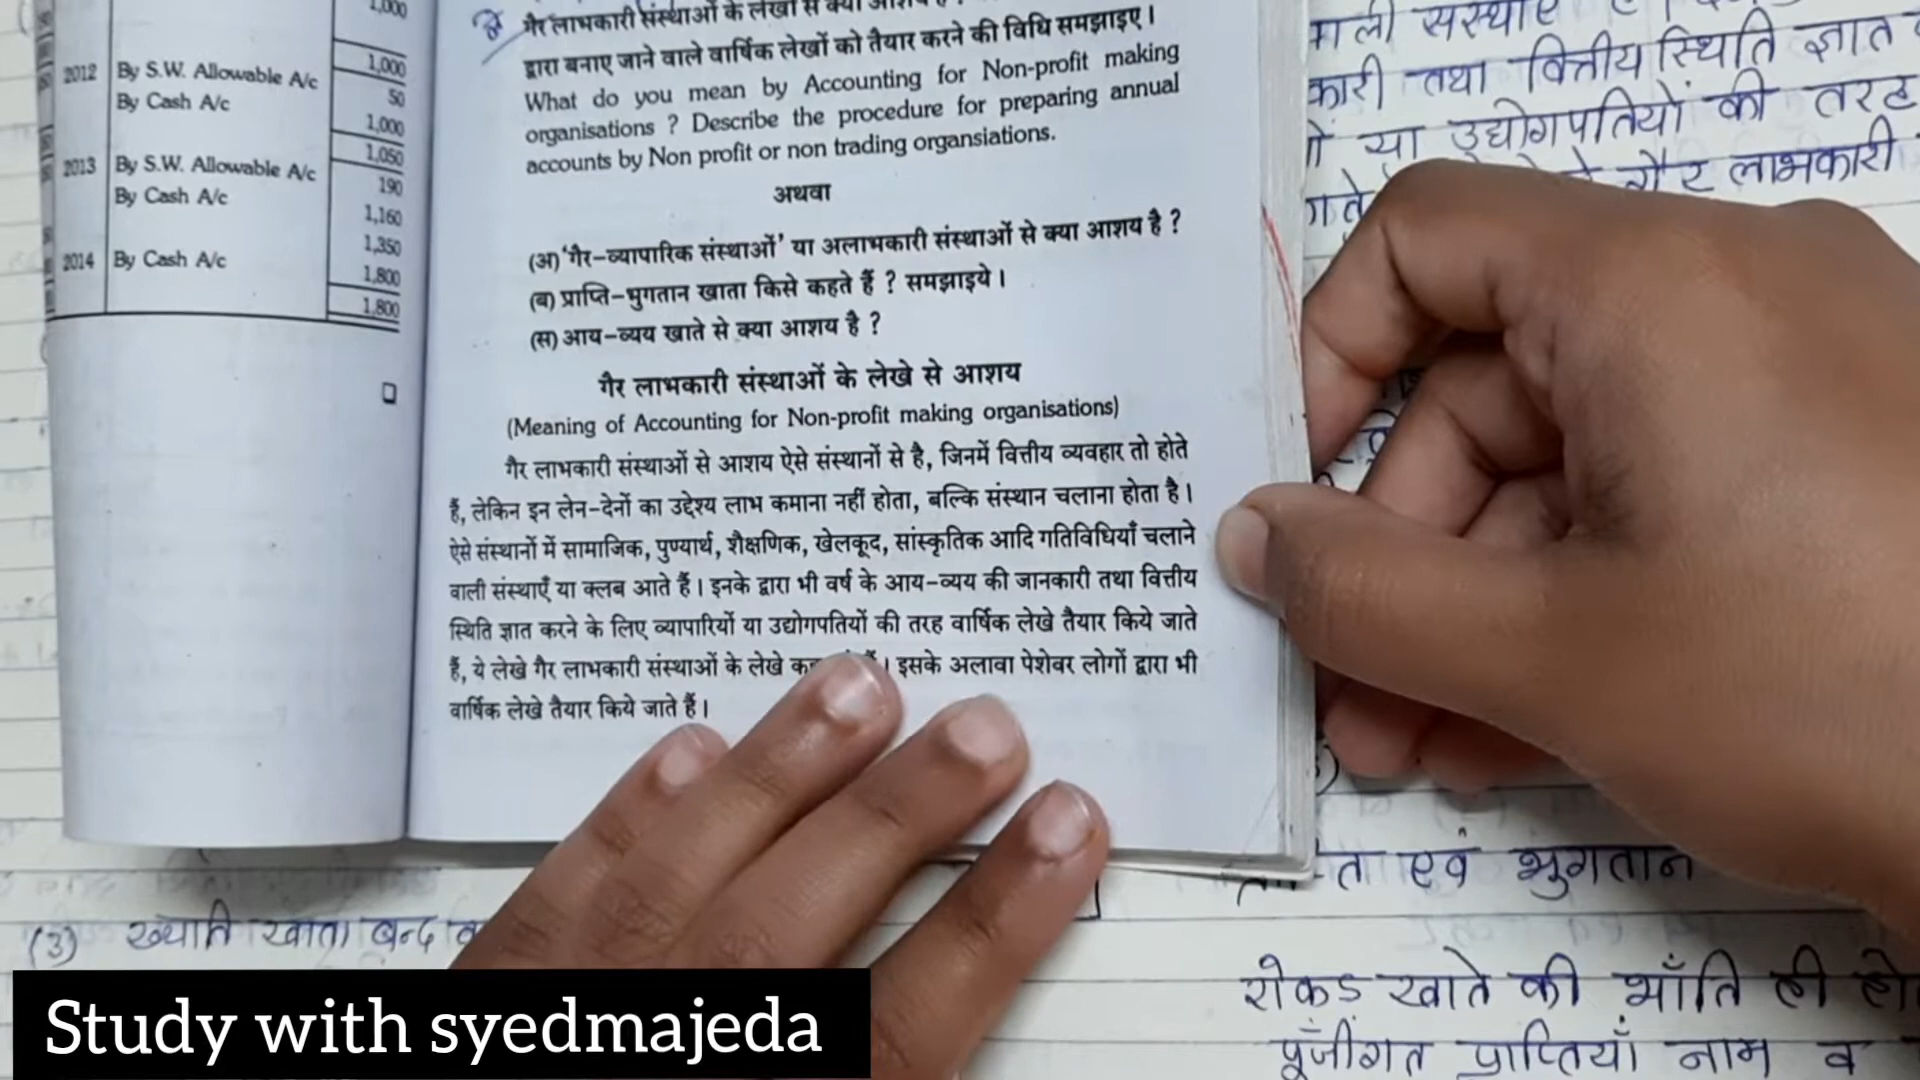 1,000
1,000
2012 By S.W. Allowable A/c 50
By Cash A/c 1,000
1,050
2013 By S.W. Allowable A/c 190
By Cash A/c 1,160
1,350
2014 By Cash A/c 1,800
1,800
गैर लाभकारी संस्थाओं के लेखों से क्या
द्वारा बनाए जाने वाले वार्षिक लेखों को तैयार करने की विधि समझाइए।
What do you mean by Accounting for Non-profit making
organisations ? Describe the procedure for preparing annual
accounts by Non profit or non trading organsiations.
अथवा
(अ) 'गैर-व्यापारिक संस्थाओं' या अलाभकारी संस्थाओं से क्या आशय है ?
(ब) प्राप्ति-भुगतान खाता किसे कहते हैं ? समझाइये।
(स) आय-व्यय खाते से क्या आशय है ?
गैर लाभकारी संस्थाओं के लेखे से आशय
(Meaning of Accounting for Non-profit making organisations)
गैर लाभकारी संस्थाओं से आशय ऐसे संस्थानों से है, जिनमें वित्तीय व्यवहार तो होते
हैं, लेकिन इन लेन-देनों का उद्देश्य लाभ कमाना नहीं होता, बल्कि संस्थान चलाना होता है।
ऐसे संस्थानों में सामाजिक, पुण्यार्थ, शैक्षणिक, खेलकूद, सांस्कृतिक आदि गतिविधियाँ चलाने
वाली संस्थाएँ या क्लब आते हैं। इनके द्वारा भी वर्ष के आय-व्यय की जानकारी तथा वित्तीय
स्थिति ज्ञात करने के लिए व्यापारियों या उद्योगपतियों की तरह वार्षिक लेखे तैयार किये जाते
हैं, ये लेखे गैर लाभकारी संस्थाओं के लेखे इसके अलावा पेशेवर लोगों द्वारा भी
वार्षिक लेखे तैयार किये जाते हैं।
संस्थाएँ
कारी तथा वित्तीय स्थिति ज्ञात
या उद्योगपतियों की तरह
गैर लाभकारी
एवं भुगतान
(3) ख्याति खाता बन्द
रोकड़ खाते की भाँति ही
पूँजीगत प्राप्तियाँ नाम व
Study with syedmajeda